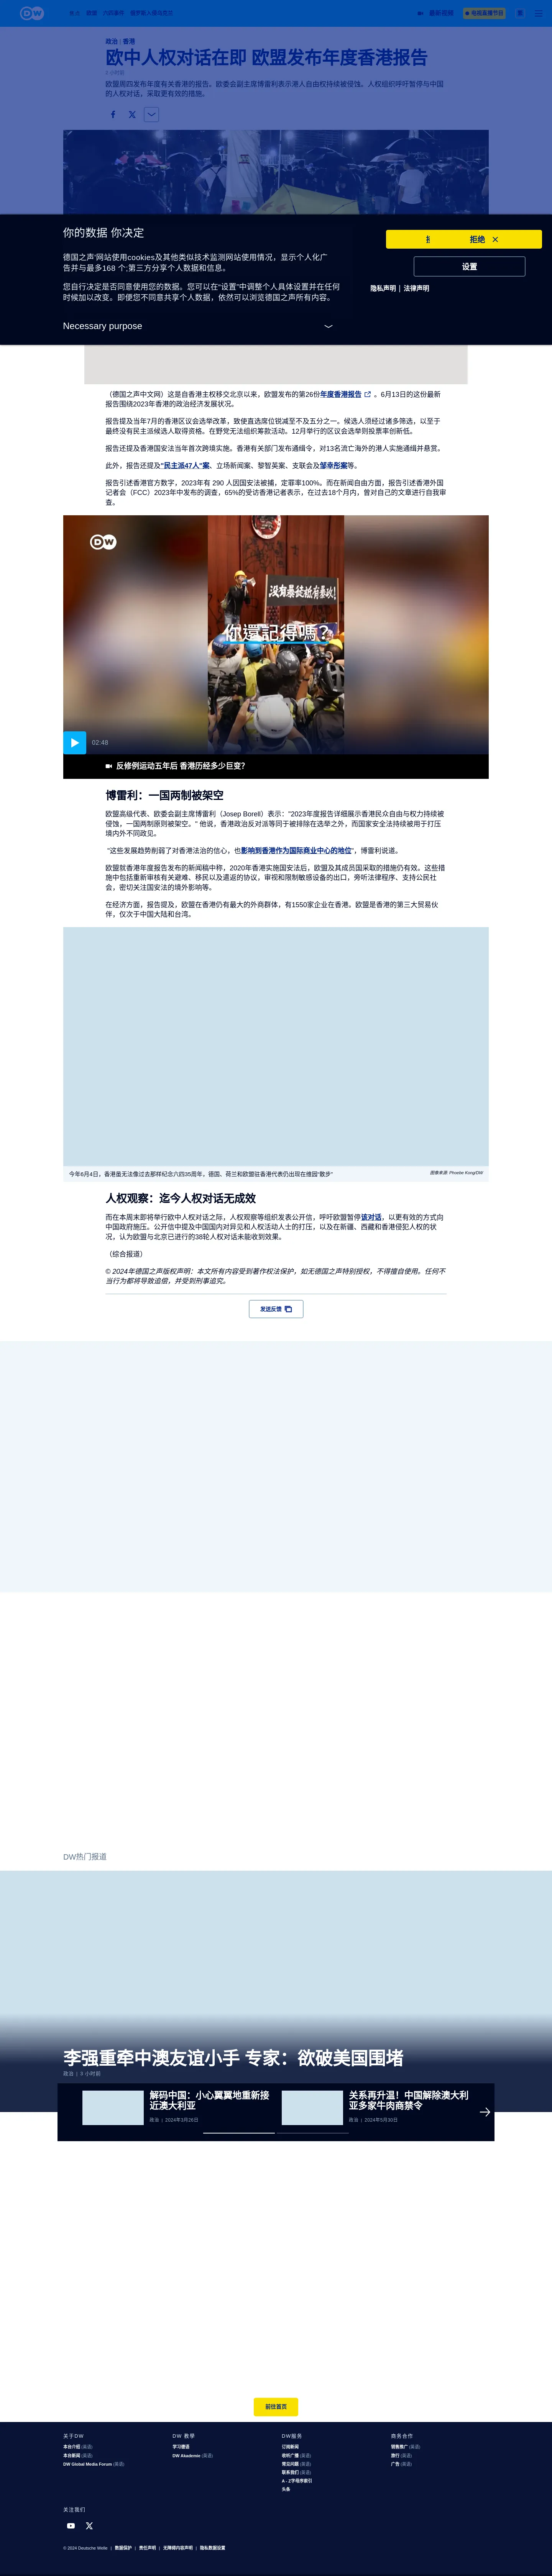 DW
最新视频
电视直播节目
政治 | 香港
欧中人权对话在即 欧盟发布年度香港报告
欧盟周四发布年度有关香港的报告。欧委会副主席博雷利表示港人自由权持续被侵蚀。人权组织呼吁暂停与中国
的人权对话、采取更有效的措施。
你的数据 你决定
德国之声网站使用cookies及其他类似技术监测网站使用情况，显示个人化广
告并与最多168 个;第三方分享个人数据和信息。
您自行决定是否同意使用您的数据。您可以在"设置"中调整个人具体设置并在任何
时候加以改变。即便您不同意共享个人数据，依然可以浏览德国之声所有内容。
拒绝
设置
隐私声明 | 法律声明
Necessary purpose
（德国之声中文网）这是自香港主权移交北京以来，欧盟发布的第26份年度香港报告 。6月13日的这份最新
报告围绕2023年香港的政治经济发展状况。
报告提及当年7月的香港区议会选举改革，致使直选席位锐减至不及五分之一。候选人须经过诸多筛选，以至于
最终没有民主派候选人取得资格。在野党无法组织筹款活动。12月举行的区议会选举则投票率创新低。
报告还提及香港国安法当年首次跨境实施。香港有关部门发布通缉令，对13名流亡海外的港人实施通缉并悬赏。
此外，报告还提及"民主派47人"案、立场新闻案、黎智英案、支联会及邹幸彤案等。
报告引述香港官方数字，2023年有 290 人因国安法被捕，定罪率100%。而在新闻自由方面，报告引述香港外国
记者会（FCC）2023年中发布的调查，65%的受访香港记者表示，在过去18个月内，曾对自己的文章进行自我审
查。
DW
没有暴徒祇有暴政!
你還記得嗎？
02:48
反修例运动五年后 香港历经多少巨变？
博雷利：一国两制被架空
欧盟高级代表、欧委会副主席博雷利（Josep Borell）表示："2023年度报告详细展示香港民众自由与权力持续被
侵蚀，一国两制原则被架空。" 他说，香港政治反对派等同于被排除在选举之外，而国家安全法持续被用于打压
境内外不同政见。
"这些发展趋势削弱了对香港法治的信心，也影响到香港作为国际商业中心的地位"，博雷利说道。
欧盟就香港年度报告发布的新闻稿中称，2020年香港实施国安法后，欧盟及其成员国采取的措施仍有效。这些措
施中包括重新审核有关避难、移民以及遣返的协议，审视和限制敏感设备的出口，旁听法律程序、支持公民社
会，密切关注国安法的境外影响等。
在经济方面，报告提及，欧盟在香港仍有最大的外商群体，有1550家企业在香港。欧盟是香港的第三大贸易伙
伴，仅次于中国大陆和台湾。
今年6月4日，香港虽无法像过去那样纪念六四35周年，德国、荷兰和欧盟驻香港代表仍出现在维园"散步"
图像来源: Phoebe Kong/DW
人权观察：迄今人权对话无成效
而在本周末即将举行欧中人权对话之际，人权观察等组织发表公开信，呼吁欧盟暂停该对话，以更有效的方式向
中国政府施压。公开信中提及中国国内对异见和人权活动人士的打压，以及在新疆、西藏和香港侵犯人权的状
况，认为欧盟与北京已进行的38轮人权对话未能收到效果。
（综合报道）
© 2024年德国之声版权声明：本文所有内容受到著作权法保护，如无德国之声特别授权，不得擅自使用。任何不
当行为都将导致追偿，并受到刑事追究。
发送反馈
DW热门报道
李强重牵中澳友谊小手 专家：欲破美国围堵
政治 | 3 小时前
解码中国：小心翼翼地重新接
近澳大利亚
政治 | 2024年3月26日
关系再升温！中国解除澳大利
亚多家牛肉商禁令
政治 | 2024年5月30日
前往首页
关于DW
本台介绍 (英语)
本台新闻 (英语)
DW Global Media Forum (英语)
DW 教學
学习德语
DW Akademie (英语)
DW服务
订阅新闻
收听广播 (英语)
常见问题 (英语)
联系我们 (英语)
A - Z字母序索引
头条
商务合作
销售推广 (英语)
旅行 (英语)
广告 (英语)
关注我们
© 2024 Deutsche Welle | 数据保护 | 责任声明 | 无障碍内容声明 | 隐私数据设置